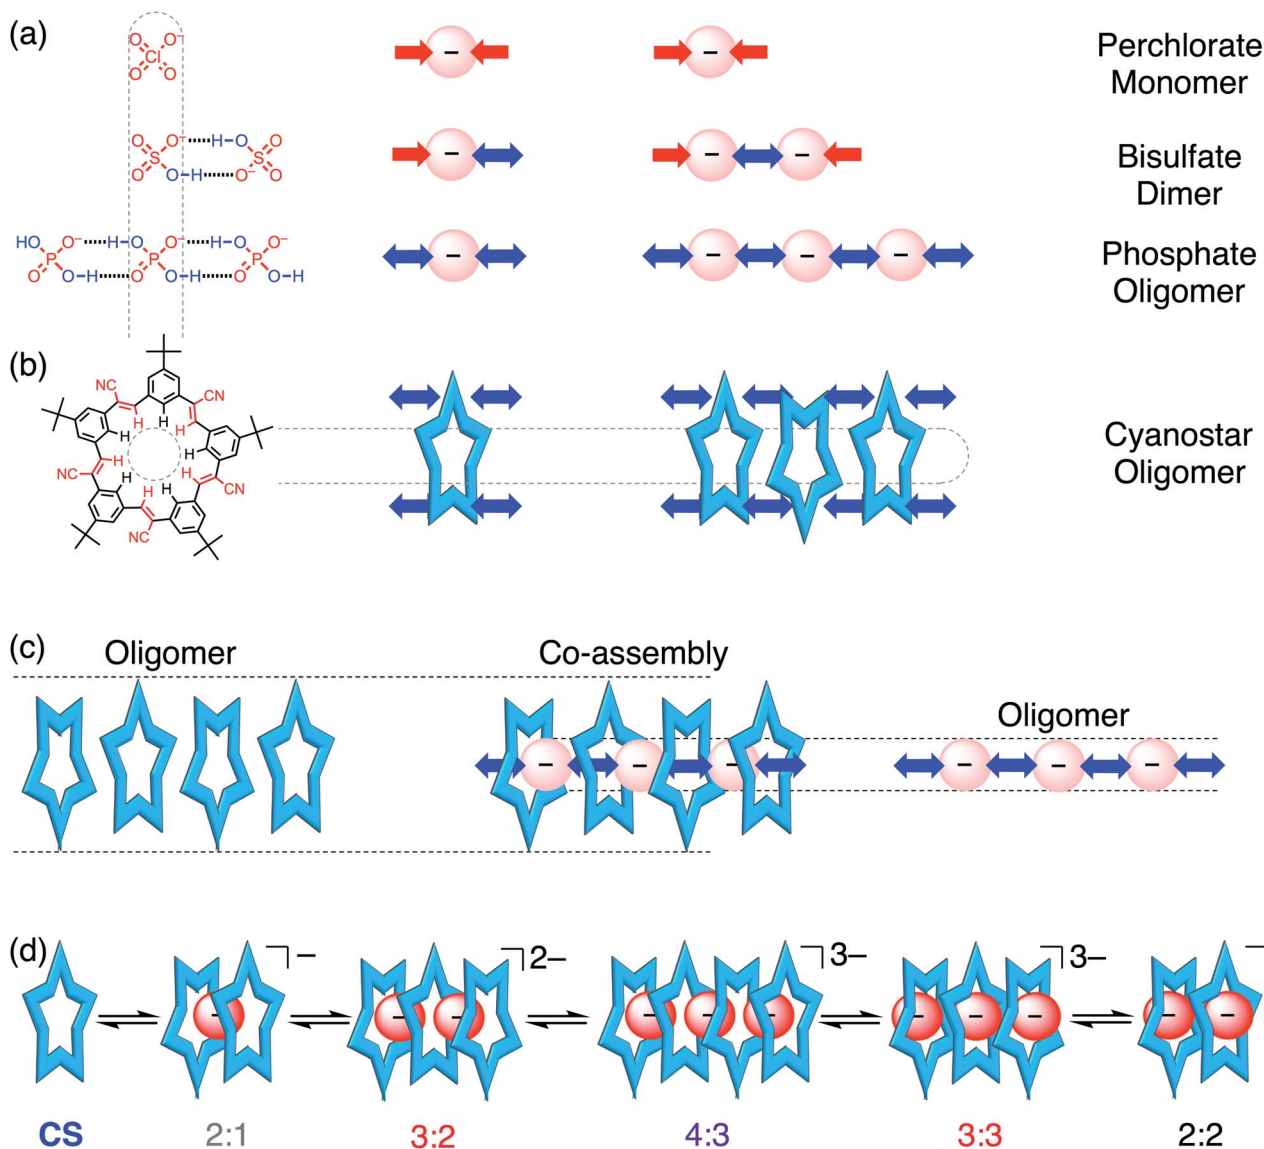 (a)
O O⁻
Cl
O O
– –
Perchlorate
Monomer
O O⁻ H–O O
S S
O O–H O⁻ O
– – –
Bisulfate
Dimer
HO O⁻ H–O O⁻ H–O O⁻
P P P
O O–H O O–H O O–H
– – – –
Phosphate
Oligomer
(b)
NC CN
H H H
H H
NC H H
H H H CN
NC
Cyanostar
Oligomer
(c)
Oligomer
Co-assembly
Oligomer
– – – – – –
(d)
– 2– 3– 3– –
– – – – – – – – – – –
CS 2:1 3:2 4:3 3:3 2:2